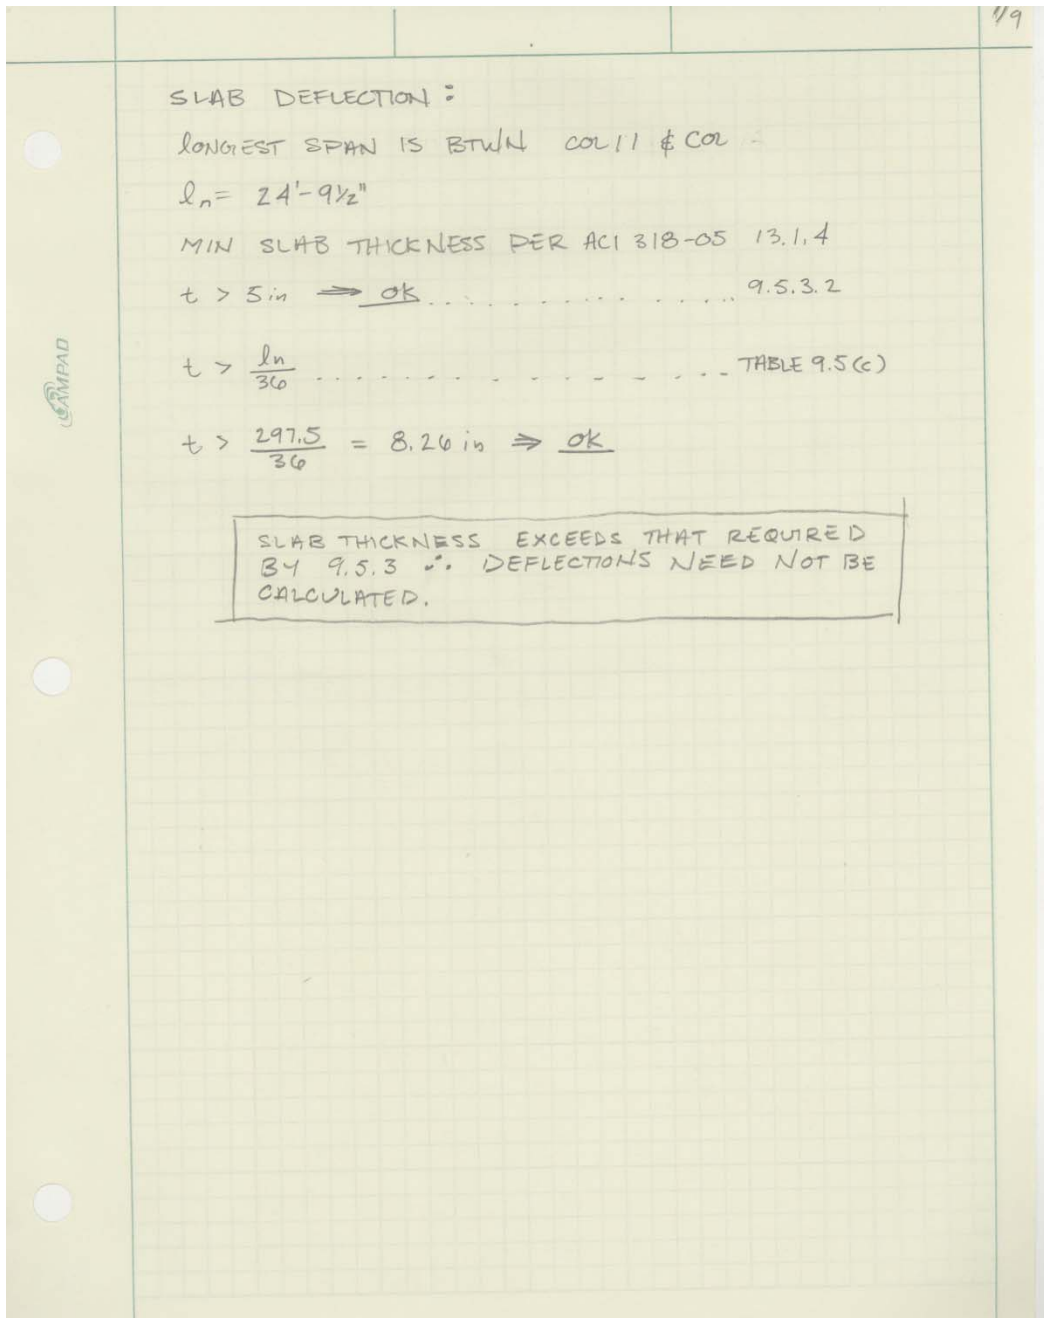 1/9
SLAB DEFLECTION:
lONGEST SPAN IS BTWN COL 11 & COL
ln = 24'-9½"
MIN SLAB THICKNESS PER ACI 318-05 13.1.4
t > 5 in ⇒ OK .................. 9.5.3.2
t > ln/36 .................. TABLE 9.5(c)
t > 297.5/36 = 8.26 in ⇒ OK
SLAB THICKNESS EXCEEDS THAT REQUIRED
BY 9.5.3 ∴ DEFLECTIONS NEED NOT BE
CALCULATED.
AMPAD